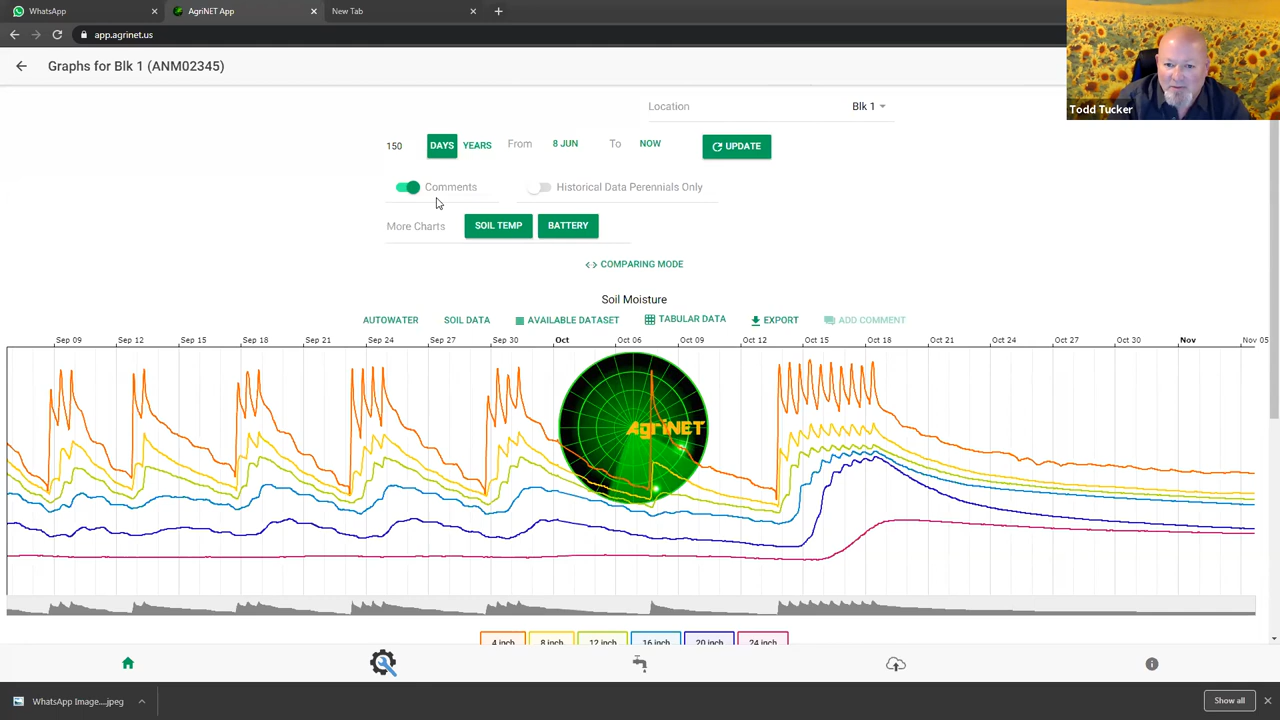 WhatsApp
AgriNET App
New Tab
app.agrinet.us
Graphs for Blk 1 (ANM02345)
Todd Tucker
Location Blk 1
150 DAYS YEARS From 8 JUN To NOW UPDATE
Comments Historical Data Perennials Only
More Charts SOIL TEMP BATTERY
<> COMPARING MODE
Soil Moisture
AUTOWATER SOIL DATA AVAILABLE DATASET TABULAR DATA EXPORT ADD COMMENT
Sep 09 Sep 12 Sep 15 Sep 18 Sep 24 Sep 27 Sep 30 Oct Oct 06 Oct 09 Oct 12 Oct 15 Oct 18 Oct 21 Oct 24 Oct 30 Nov Nov 05
AgriNET
4 inch 8 inch 12 inch 16 inch 20 inch 24 inch
WhatsApp Image....jpeg
Show all